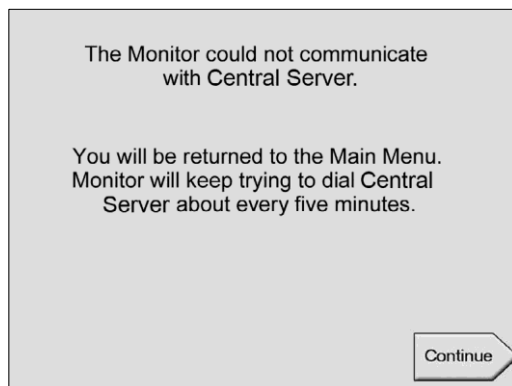 The Monitor could not communicate
with Central Server.
You will be returned to the Main Menu.
Monitor will keep trying to dial Central
Server about every five minutes.
Continue